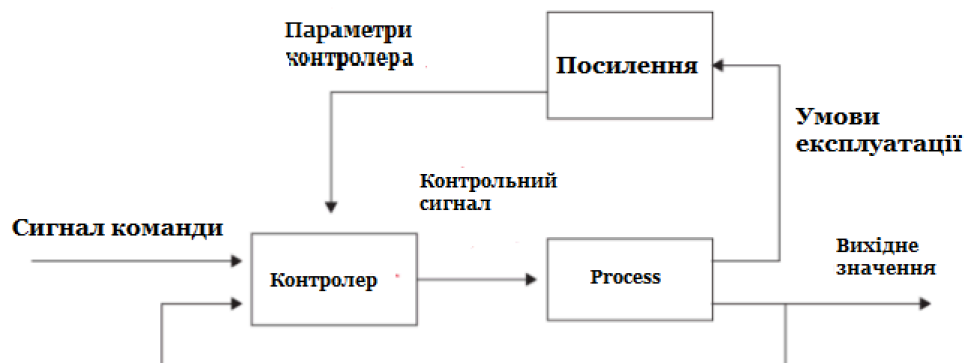 Параметри
контролера
Посилення
Умови
експлуатації
Контрольний
сигнал
Сигнал команди
Вихідне
значення
Контролер
Process